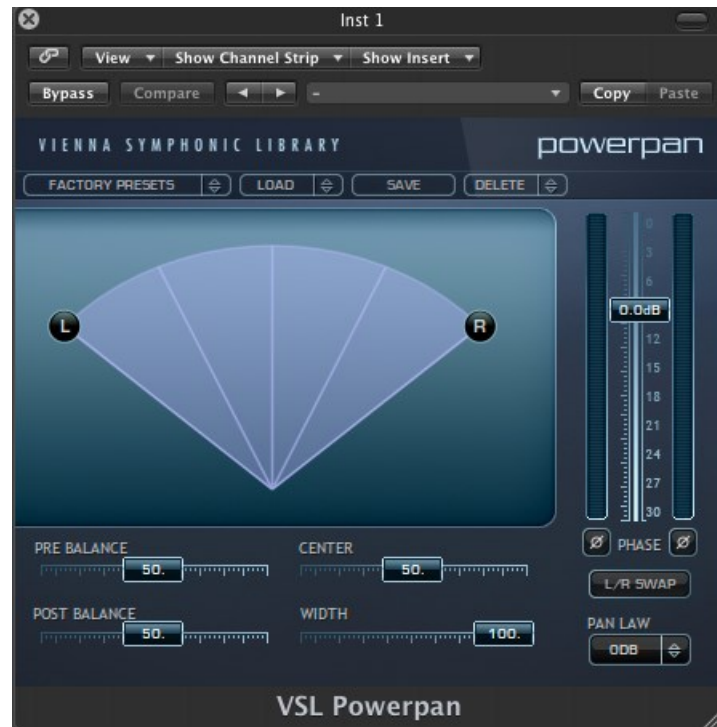 Inst 1
View Show Channel Strip Show Insert
Bypass Compare - Copy Paste
VIENNA SYMPHONIC LIBRARY powerpan
FACTORY PRESETS LOAD SAVE DELETE
0
3
6
L R 0.0dB
12
15
18
21
24
27
30
PRE BALANCE CENTER Ø PHASE Ø
50. 50.
L/R SWAP
POST BALANCE WIDTH PAN LAW
50. 100.
0DB
VSL Powerpan